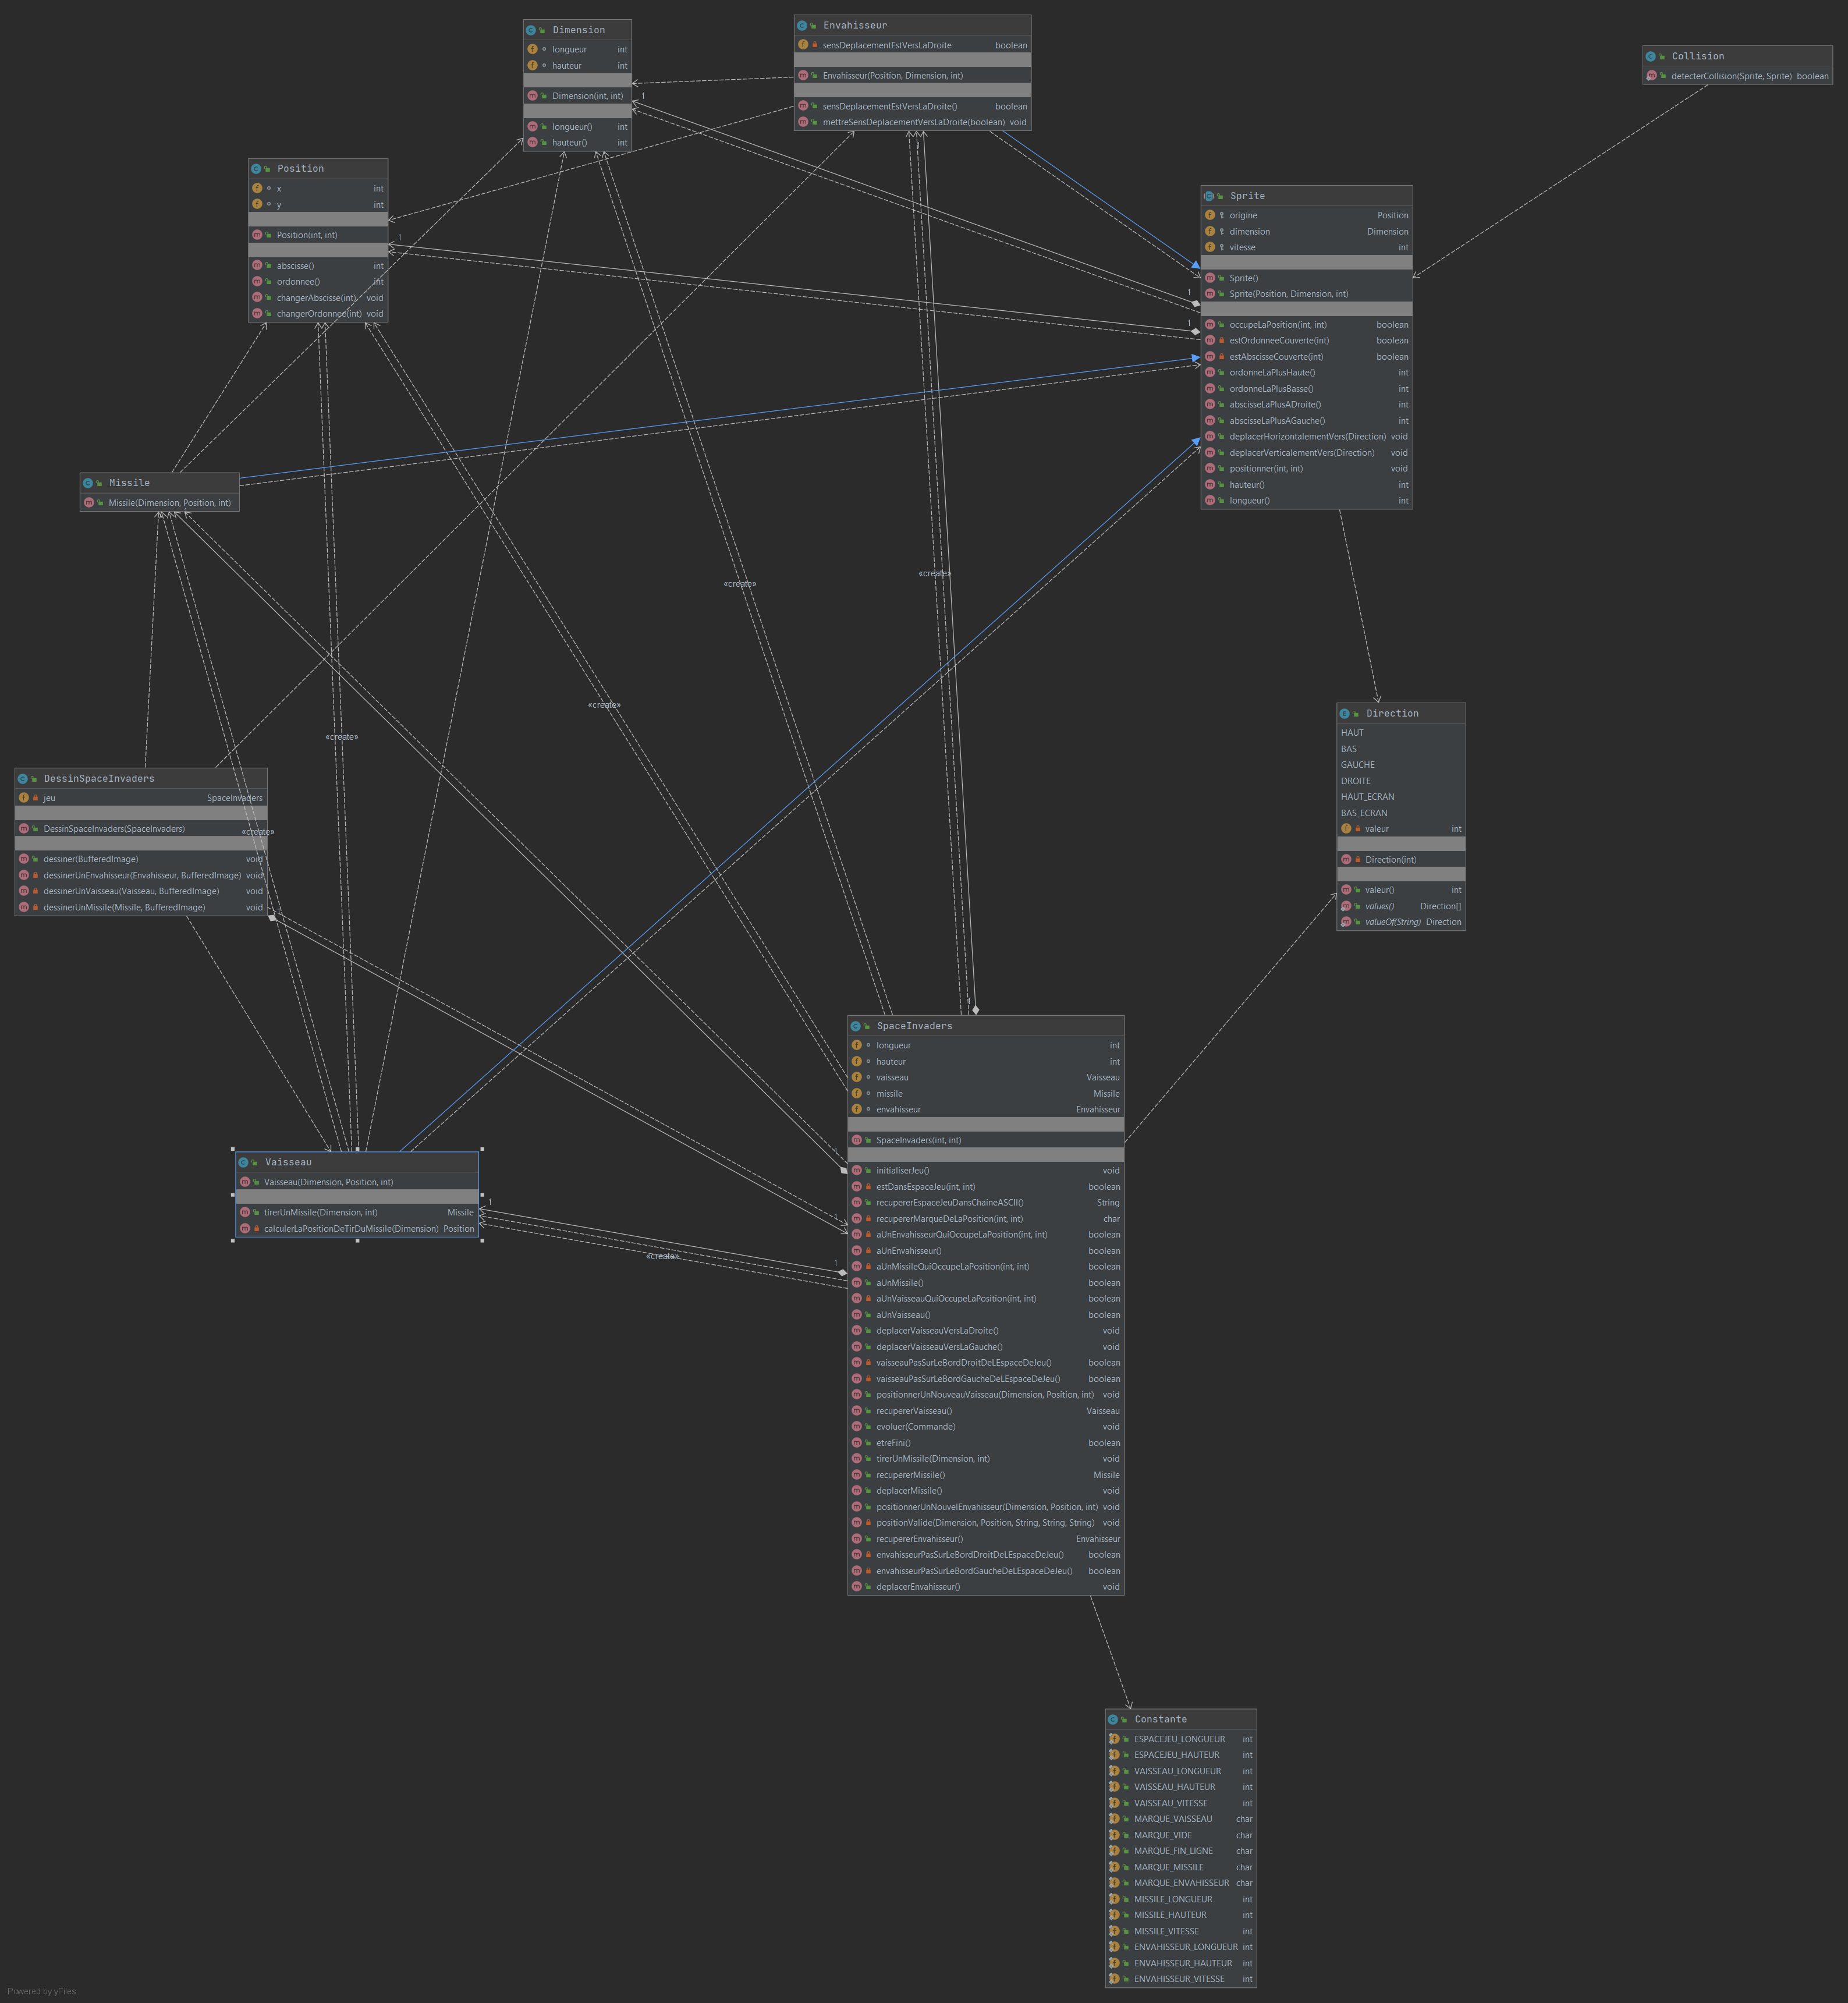 Dimension
longueur int
hauteur int
Dimension(int, int)
longueur() int
hauteur() int
Envahisseur
sensDeplacementEstVersLaDroite boolean
Envahisseur(Position, Dimension, int)
sensDeplacementEstVersLaDroite() boolean
mettreSensDeplacementVersLaDroite(boolean) void
Collision
detecterCollision(Sprite, Sprite) boolean
Position
x int
y int
Position(int, int)
abscisse() int
ordonnee() int
changerAbscisse(int) void
changerOrdonnee(int) void
Sprite
origine Position
dimension Dimension
vitesse int
Sprite()
Sprite(Position, Dimension, int)
occupeLaPosition(int, int) boolean
estOrdonneeCouverte(int) boolean
estAbscisseCouverte(int) boolean
ordonneLaPlusHaute() int
ordonneLaPlusBasse() int
abscisseLaPlusADroite() int
abscisseLaPlusAGauche() int
deplacerHorizontalementVers(Direction) void
deplacerVerticalementVers(Direction) void
positionner(int, int) void
hauteur() int
longueur() int
1
1
1
1
Missile
Missile(Dimension, Position, int)
«create»
«create»
«create»
«create»
Direction
HAUT
BAS
GAUCHE
DROITE
HAUT_ECRAN
BAS_ECRAN
valeur int
Direction(int)
valeur() int
values() Direction[]
valueOf(String) Direction
DessinSpaceInvaders
jeu SpaceInvaders
DessinSpaceInvaders(SpaceInvaders)
«create»
dessiner(BufferedImage) void
dessinerUnEnvahisseur(Envahisseur, BufferedImage) void
dessinerUnVaisseau(Vaisseau, BufferedImage) void
dessinerUnMissile(Missile, BufferedImage) void
Vaisseau
Vaisseau(Dimension, Position, int)
tirerUnMissile(Dimension, int) Missile
calculerLaPositionDeTirDuMissile(Dimension) Position
1
1
1
1
«create»
SpaceInvaders
longueur int
hauteur int
vaisseau Vaisseau
missile Missile
envahisseur Envahisseur
SpaceInvaders(int, int)
initialiserJeu() void
estDansEspaceJeu(int, int) boolean
recupererEspaceJeuDansChaineASCII() String
recupererMarqueDeLaPosition(int, int) char
aUnEnvahisseurQuiOccupeLaPosition(int, int) boolean
aUnEnvahisseur() boolean
aUnMissileQuiOccupeLaPosition(int, int) boolean
aUnMissile() boolean
aUnVaisseauQuiOccupeLaPosition(int, int) boolean
aUnVaisseau() boolean
deplacerVaisseauVersLaDroite() void
deplacerVaisseauVersLaGauche() void
vaisseauPasSurLeBordDroitDeLEspaceDeJeu() boolean
vaisseauPasSurLeBordGaucheDeLEspaceDeJeu() boolean
positionnerUnNouveauVaisseau(Dimension, Position, int) void
recupererVaisseau() Vaisseau
evoluer(Commande) void
etreFini() boolean
tirerUnMissile(Dimension, int) void
recupererMissile() Missile
deplacerMissile() void
positionnerUnNouvelEnvahisseur(Dimension, Position, int) void
positionValide(Dimension, Position, String, String, String) void
recupererEnvahisseur() Envahisseur
envahisseurPasSurLeBordDroitDeLEspaceDeJeu() boolean
envahisseurPasSurLeBordGaucheDeLEspaceDeJeu() boolean
deplacerEnvahisseur() void
Constante
ESPACEJEU_LONGUEUR int
ESPACEJEU_HAUTEUR int
VAISSEAU_LONGUEUR int
VAISSEAU_HAUTEUR int
VAISSEAU_VITESSE int
MARQUE_VAISSEAU char
MARQUE_VIDE char
MARQUE_FIN_LIGNE char
MARQUE_MISSILE char
MARQUE_ENVAHISSEUR char
MISSILE_LONGUEUR int
MISSILE_HAUTEUR int
MISSILE_VITESSE int
ENVAHISSEUR_LONGUEUR int
ENVAHISSEUR_HAUTEUR int
ENVAHISSEUR_VITESSE int
Powered by yFiles